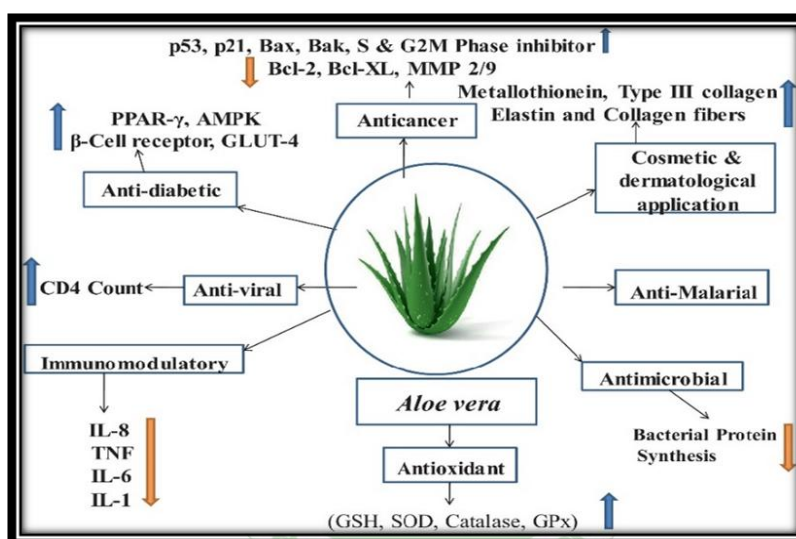 p53, p21, Bax, Bak, S & G2M Phase inhibitor
Bcl-2, Bcl-XL, MMP 2/9
Anticancer
Metallothionein, Type III collagen
Elastin and Collagen fibers
Cosmetic &
dermatological
application
PPAR-γ, AMPK
β-Cell receptor, GLUT-4
Anti-diabetic
CD4 Count
Anti-viral
Anti-Malarial
Immunomodulatory
IL-8
TNF
IL-6
IL-1
Antimicrobial
Bacterial Protein
Synthesis
Aloe vera
Antioxidant
(GSH, SOD, Catalase, GPx)